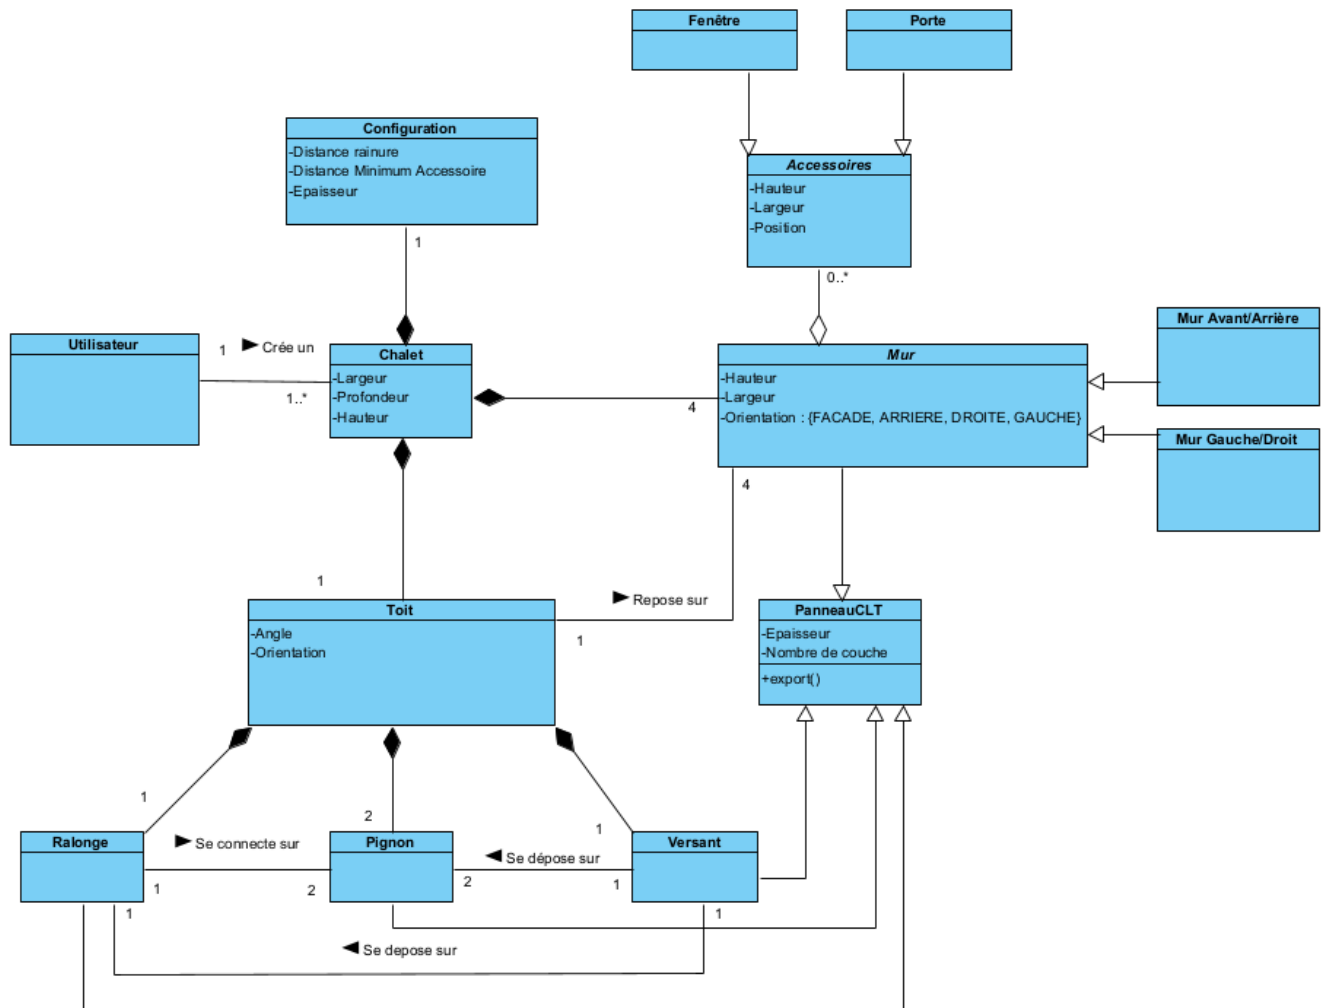 Fenêtre
Porte
Configuration
-Distance rainure
-Distance Minimum Accessoire
-Epaisseur
Accessoires
-Hauteur
-Largeur
-Position
1
0..*
Utilisateur
1
Crée un
1..*
Chalet
-Largeur
-Profondeur
-Hauteur
4
Mur
-Hauteur
-Largeur
-Orientation : {FACADE, ARRIERE, DROITE, GAUCHE}
Mur Avant/Arrière
Mur Gauche/Droit
4
1
Repose sur
1
Toit
-Angle
-Orientation
PanneauCLT
-Epaisseur
-Nombre de couche
+export()
1
2
1
Ralonge
Se connecte sur
1
2
Pignon
Se dépose sur
2
1
Versant
1
1
Se depose sur